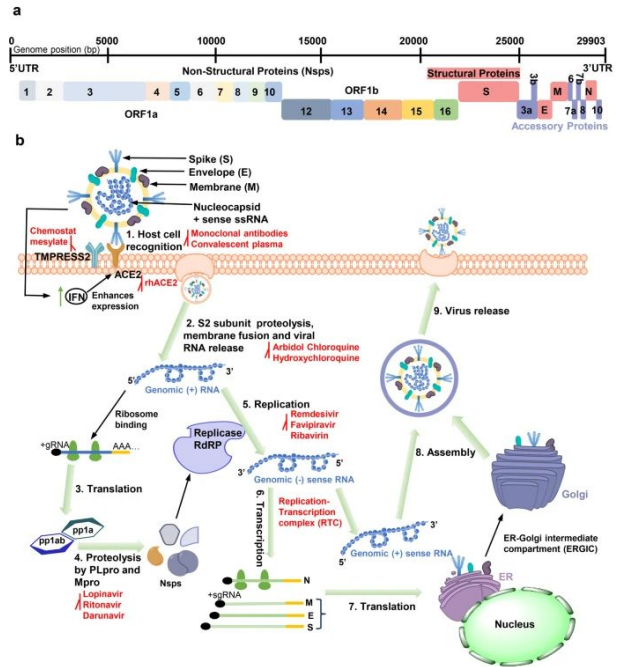 a
0
5000
10000
15000
20000
25000
29903
Genome position (bp)
5'UTR
Non-Structural Proteins (Nsps)
Structural Proteins
3'UTR
ORF1b
3b
6
7b
1 2 3 4 5 6 7 8 9 10
S
M
N
ORF1a
12 13 14 15 16
3a
E
7a 8 10
Accessory Proteins
b
Spike (S)
Envelope (E)
Membrane (M)
Nucleocapsid
+ sense ssRNA
1. Host cell
recognition
Monoclonal antibodies
Convalescent plasma
Chemostat
mesylate
TMPRESS2
ACE2
rhACE2
IFN
Enhances
expression
9. Virus release
2. S2 subunit proteolysis,
membrane fusion and viral
RNA release
Arbidol Chloroquine
Hydroxychloroquine
5'
3'
Genomic (+) RNA
Ribosome
binding
+gRNA
AAA...
5. Replication
Remdesivir
Favipiravir
Ribavirin
Replicase
RdRP
3'
5'
Genomic (-) sense RNA
8. Assembly
Golgi
3. Translation
pp1a
pp1ab
4. Proteolysis
by PLpro and
Mpro
Lopinavir
Ritonavir
Darunavir
Nsps
6. Transcription
Replication-
Transcription
complex (RTC)
5'
3'
Genomic (+) sense RNA
ER-Golgi intermediate
compartment (ERGIC)
ER
N
+sgRNA
M
E
S
7. Translation
Nucleus